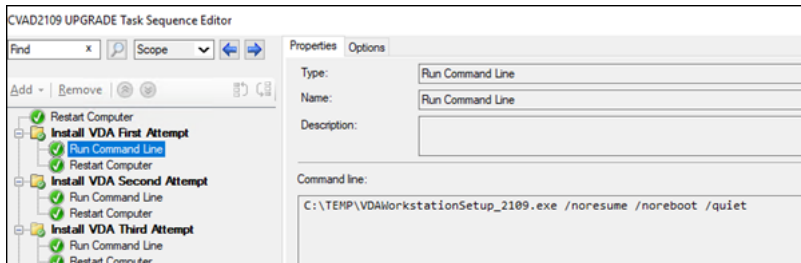 CVAD2109 UPGRADE Task Sequence Editor
Find x Scope
Properties Options
Add Remove
Type: Run Command Line
Name: Run Command Line
Description:
Restart Computer
Install VDA First Attempt
Run Command Line
Restart Computer
Install VDA Second Attempt
Run Command Line
Restart Computer
Install VDA Third Attempt
Run Command Line
Restart Computer
Command line:
C:\TEMP\VDAWorkstationSetup_2109.exe /noresume /noreboot /quiet